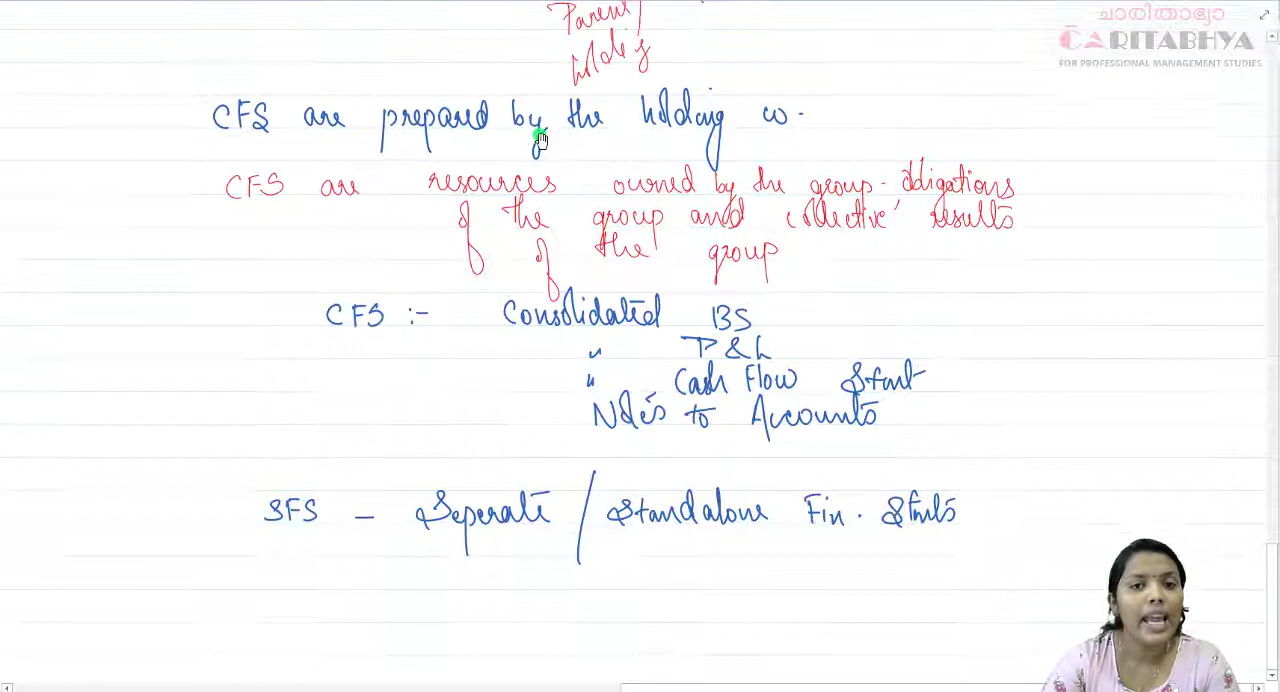 Parent/
holding
ചാരിതാഭ്യാ
CARITABHYA
FOR PROFESSIONAL MANAGEMENT STUDIES
CFS are prepared by the holding co.
CFS are resources owned by the group. obligations
of the group and collective results
of the group
CFS :- Consolidated BS
" P & L
" Cash Flow Stmt
Notes to Accounts
SFS - Seperate / Standalone Fin. Stmts